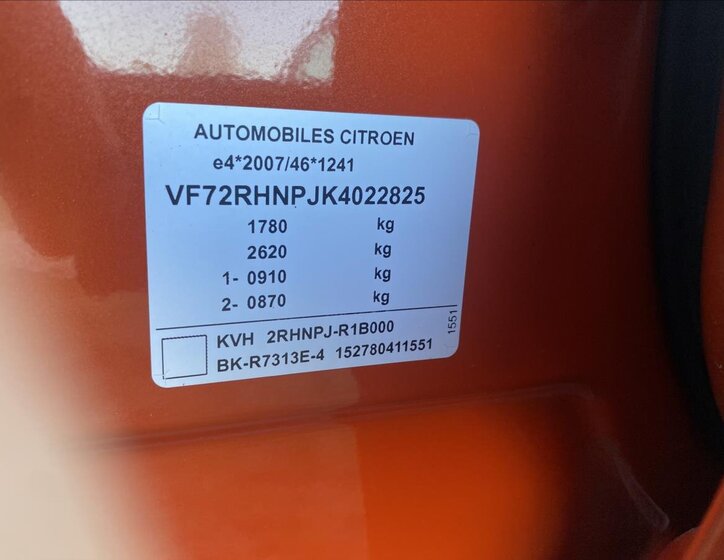 AUTOMOBILES CITROEN
e4*2007/46*1241
VF72RHNPJK4022825
1780 kg
2620 kg
1- 0910 kg
2- 0870 kg
KVH 2RHNPJ-R1B000
BK-R7313E-4 152780411551
1551